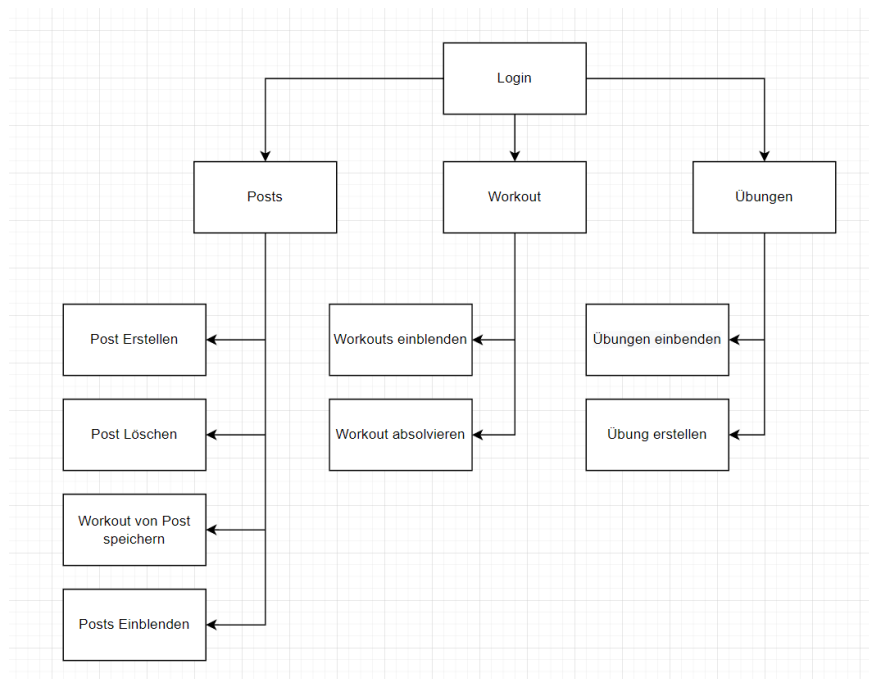 Login
Posts
Workout
Übungen
Post Erstellen
Workouts einblenden
Übungen einbenden
Post Löschen
Workout absolvieren
Übung erstellen
Workout von Post
speichern
Posts Einblenden